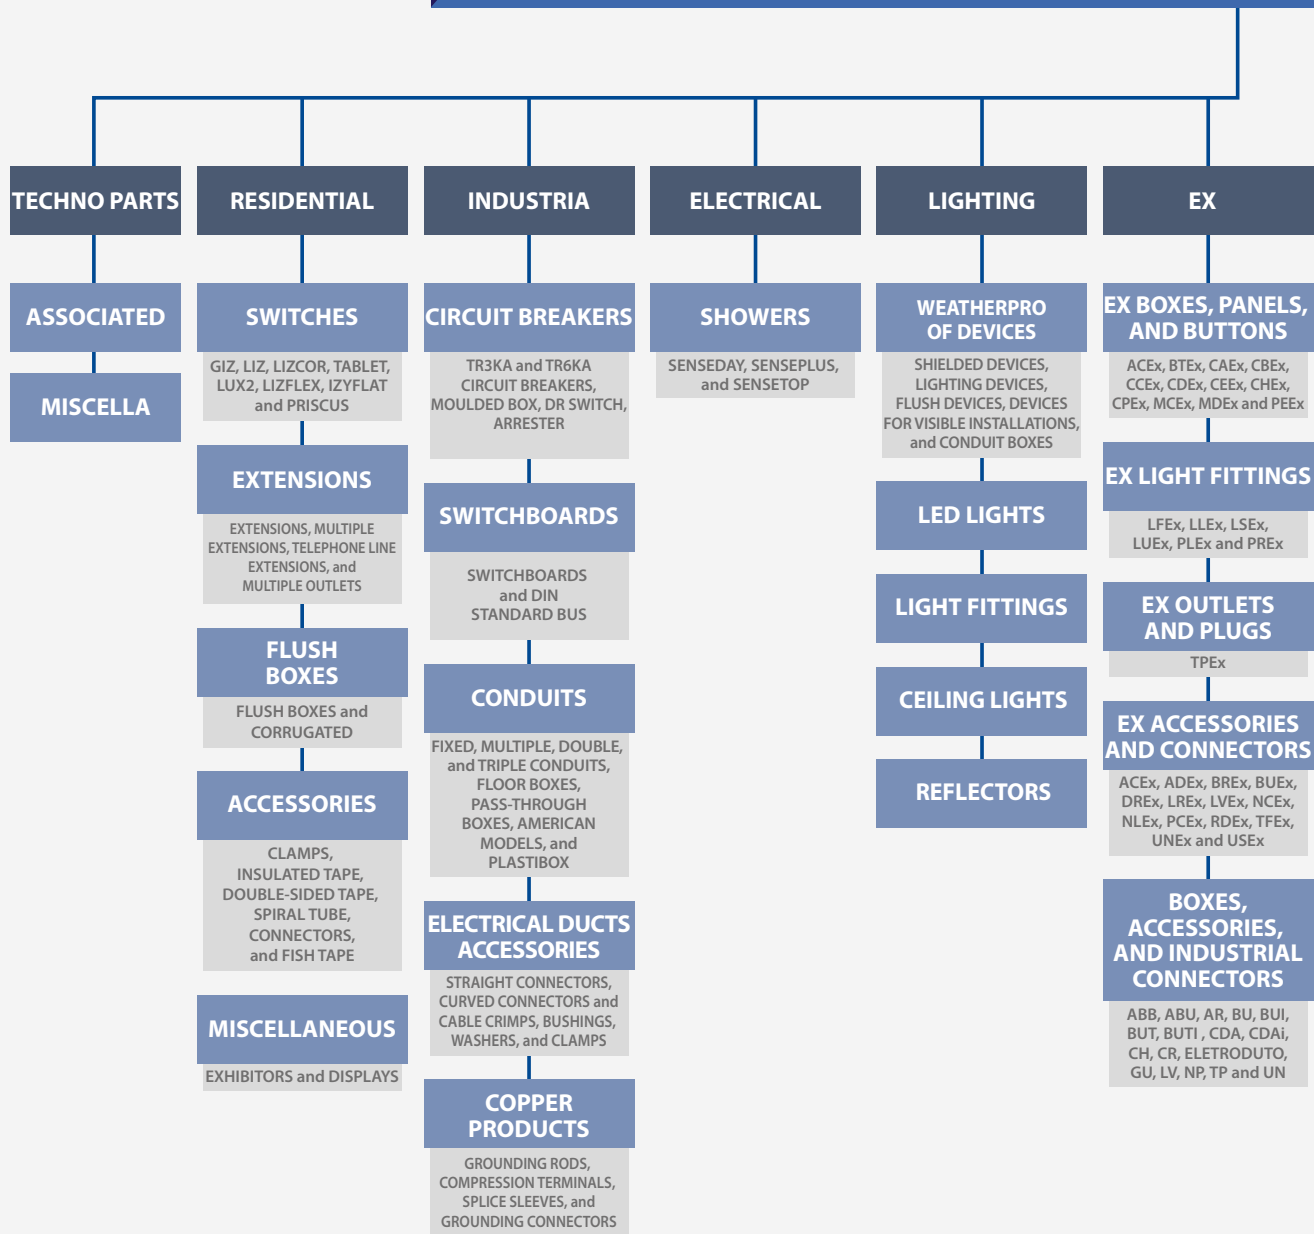 TECHNO PARTS
ASSOCIATED
MISCELLA
RESIDENTIAL
SWITCHES
GIZ, LIZ, LIZCOR, TABLET,
LUX2, LIZFLEX, IZYFLAT
and PRISCUS
EXTENSIONS
EXTENSIONS, MULTIPLE
EXTENSIONS, TELEPHONE LINE
EXTENSIONS, and
MULTIPLE OUTLETS
FLUSH
BOXES
FLUSH BOXES and
CORRUGATED
ACCESSORIES
CLAMPS,
INSULATED TAPE,
DOUBLE-SIDED TAPE,
SPIRAL TUBE,
CONNECTORS,
and FISH TAPE
MISCELLANEOUS
EXHIBITORS and DISPLAYS
INDUSTRIA
CIRCUIT BREAKERS
TR3KA and TR6KA
CIRCUIT BREAKERS,
MOULDED BOX, DR SWITCH,
ARRESTER
SWITCHBOARDS
SWITCHBOARDS
and DIN
STANDARD BUS
CONDUITS
FIXED, MULTIPLE, DOUBLE,
and TRIPLE CONDUITS,
FLOOR BOXES,
PASS-THROUGH
BOXES, AMERICAN
MODELS, and
PLASTIBOX
ELECTRICAL DUCTS
ACCESSORIES
STRAIGHT CONNECTORS,
CURVED CONNECTORS and
CABLE CRIMPS, BUSHINGS,
WASHERS, and CLAMPS
COPPER
PRODUCTS
GROUNDING RODS,
COMPRESSION TERMINALS,
SPLICE SLEEVES, and
GROUNDING CONNECTORS
ELECTRICAL
SHOWERS
SENSEDAY, SENSEPLUS,
and SENSETOP
LIGHTING
WEATHERPRO
OF DEVICES
SHIELDED DEVICES,
LIGHTING DEVICES,
FLUSH DEVICES, DEVICES
FOR VISIBLE INSTALLATIONS,
and CONDUIT BOXES
LED LIGHTS
LIGHT FITTINGS
CEILING LIGHTS
REFLECTORS
EX
EX BOXES, PANELS,
AND BUTTONS
ACEx, BTEx, CAEx, CBEx,
CCEx, CDEx, CEEx, CHEx,
CPEx, MCEx, MDEx and PEEx
EX LIGHT FITTINGS
LFEx, LLEx, LSEx,
LUEx, PLEx and PREx
EX OUTLETS
AND PLUGS
TPEx
EX ACCESSORIES
AND CONNECTORS
ACEx, ADEx, BREx, BUEx,
DREx, LREx, LVEx, NCEx,
NLEx, PCEx, RDEx, TFEx,
UNEx and USEx
BOXES,
ACCESSORIES,
AND INDUSTRIAL
CONNECTORS
ABB, ABU, AR, BU, BUI,
BUT, BUTI , CDA, CDAi,
CH, CR, ELETRODUTO,
GU, LV, NP, TP and UN